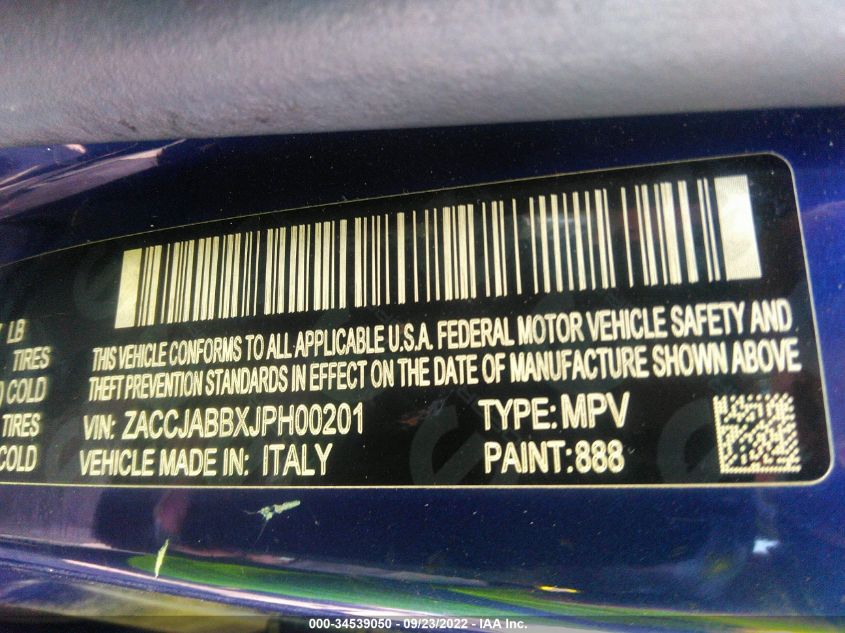 LB
TIRES
COLD
TIRES
COLD
THIS VEHICLE CONFORMS TO ALL APPLICABLE U.S.A. FEDERAL MOTOR VEHICLE SAFETY AND
THEFT PREVENTION STANDARDS IN EFFECT ON THE DATE OF MANUFACTURE SHOWN ABOVE
VIN: ZACCJABBXJPH00201 TYPE: MPV
VEHICLE MADE IN: ITALY PAINT:888
000-34539050 - 09/23/2022 - IAA Inc.